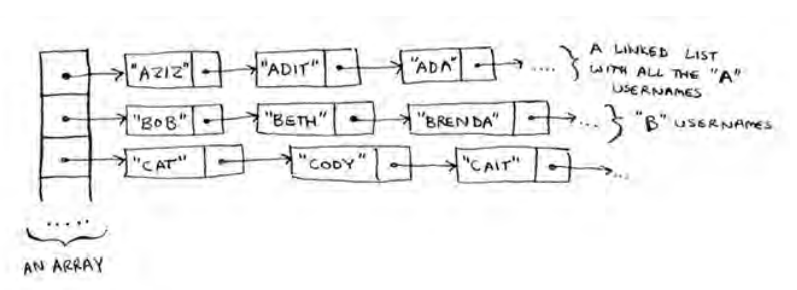 "AZIZ" "ADIT" "ADA" .... A LINKED LIST
WITH ALL THE "A"
USERNAMES
"BOB" "BETH" "BRENDA" ... "B" USERNAMES
"CAT" "CODY" "CAIT" ...
.....
AN ARRAY